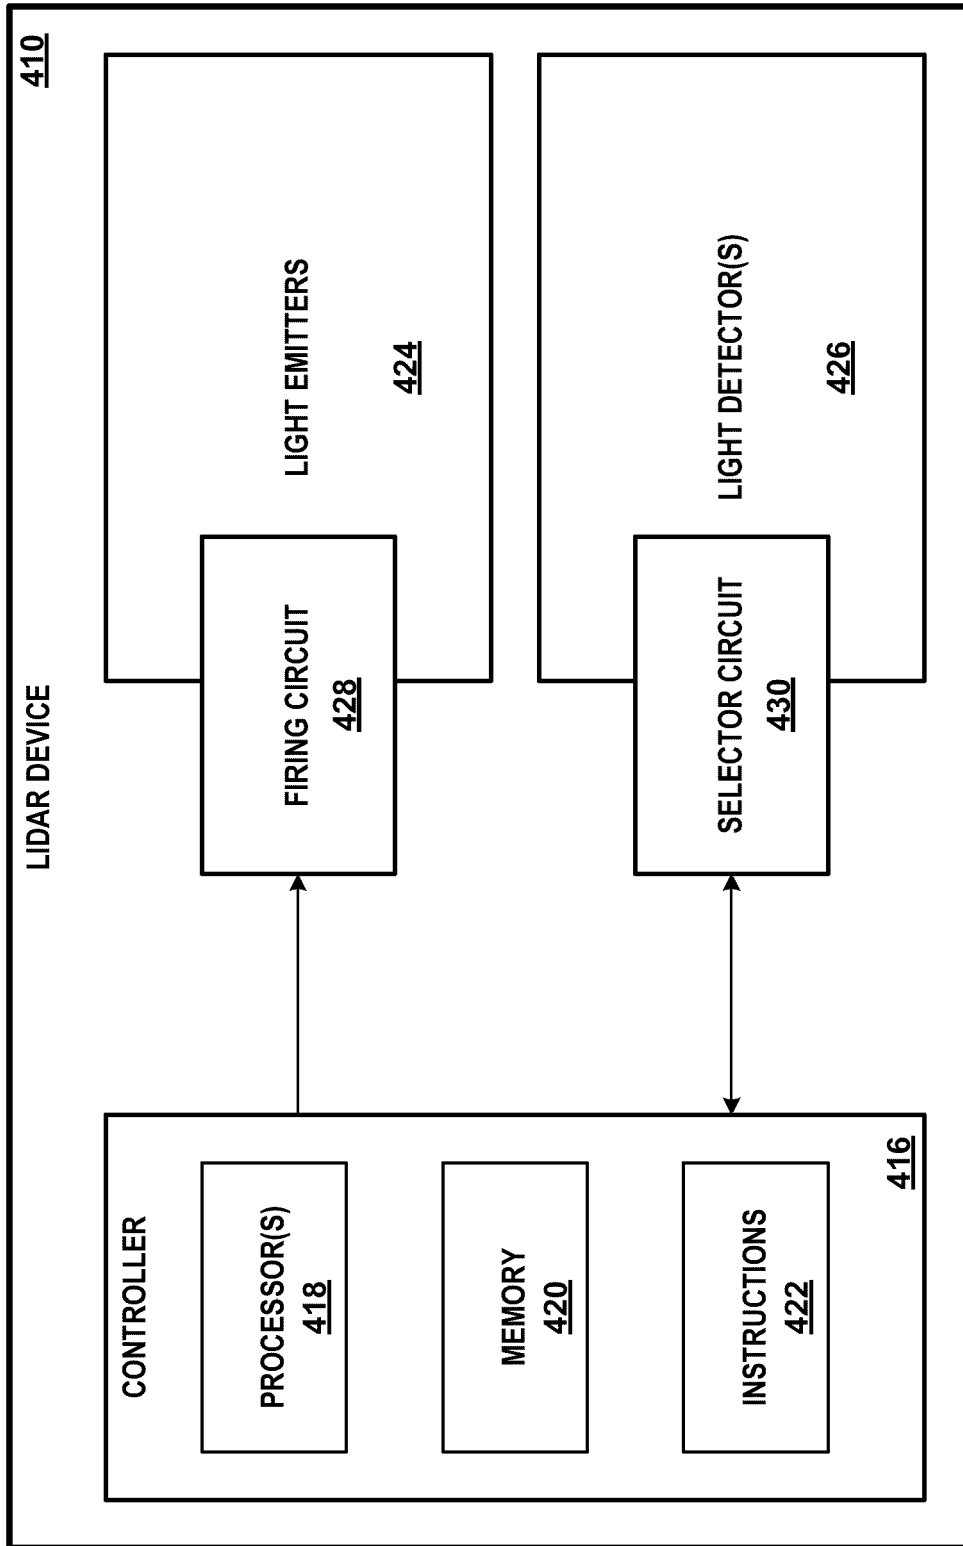 LIDAR DEVICE
410
CONTROLLER
PROCESSOR(S)
418
MEMORY
420
INSTRUCTIONS
422
416
FIRING CIRCUIT
428
LIGHT EMITTERS
424
SELECTOR CIRCUIT
430
LIGHT DETECTOR(S)
426